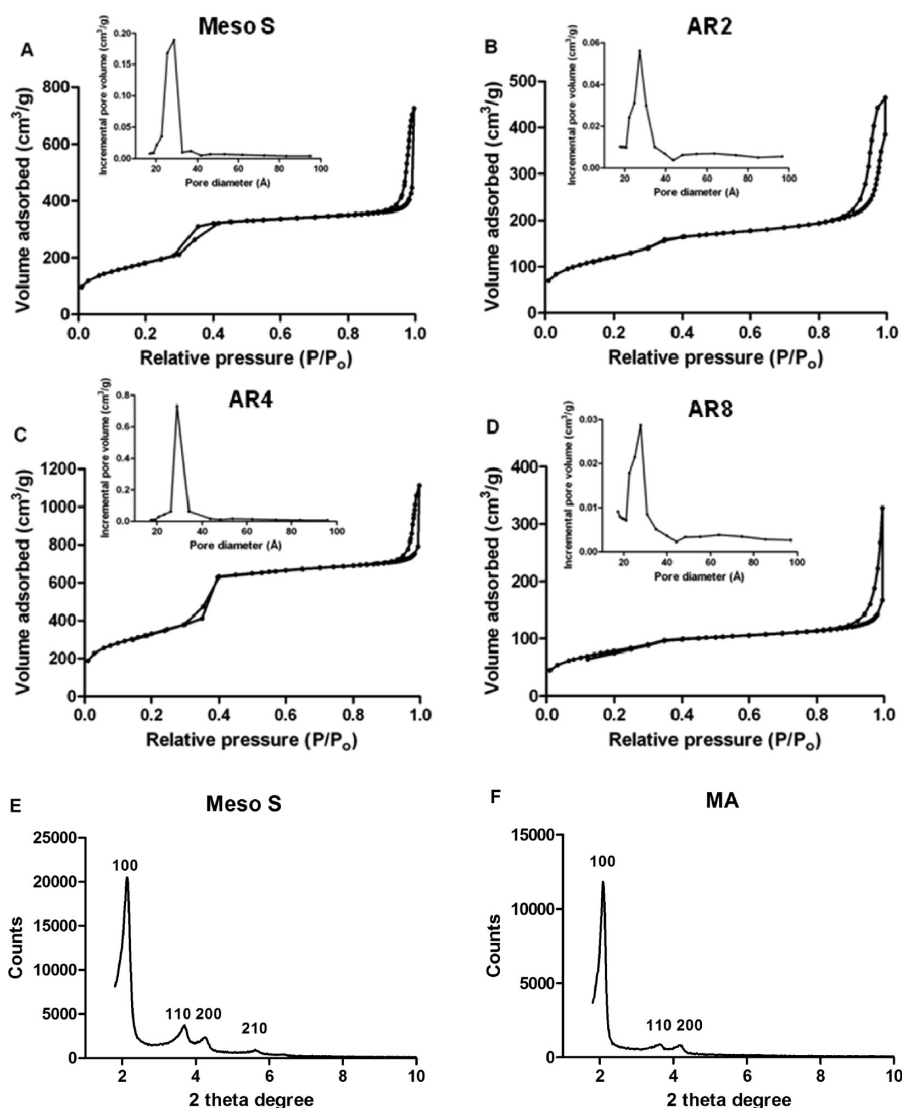 A
Meso S
Incremental pore volume (cm³/g)
0.20
0.15
0.10
0.05
0.00
20 40 60 80 100
Pore diameter (Å)
Volume adsorbed (cm³/g)
800
600
400
200
0
0.0 0.2 0.4 0.6 0.8 1.0
Relative pressure (P/Pₒ)
B
AR2
Incremental pore volume (cm³/g)
0.06
0.04
0.02
0.00
20 40 60 80 100
Pore diameter (Å)
Volume adsorbed (cm³/g)
500
400
300
200
100
0
0.0 0.2 0.4 0.6 0.8 1.0
Relative pressure (P/Pₒ)
C
AR4
Incremental pore volume (cm³/g)
0.8
0.6
0.4
0.2
0.0
20 40 60 80 100
Pore diameter (Å)
Volume adsorbed (cm³/g)
1200
1000
800
600
400
200
0
0.0 0.2 0.4 0.6 0.8 1.0
Relative pressure (P/Pₒ)
D
AR8
Incremental pore volume (cm³/g)
0.03
0.02
0.01
0.00
20 40 60 80 100
Pore diameter (Å)
Volume adsorbed (cm³/g)
400
300
200
100
0
0.0 0.2 0.4 0.6 0.8 1.0
Relative pressure (P/Pₒ)
E
Meso S
Counts
25000
20000
15000
10000
5000
0
100
110 200
210
2 4 6 8 10
2 theta degree
F
MA
Counts
15000
10000
5000
0
100
110 200
2 4 6 8 10
2 theta degree